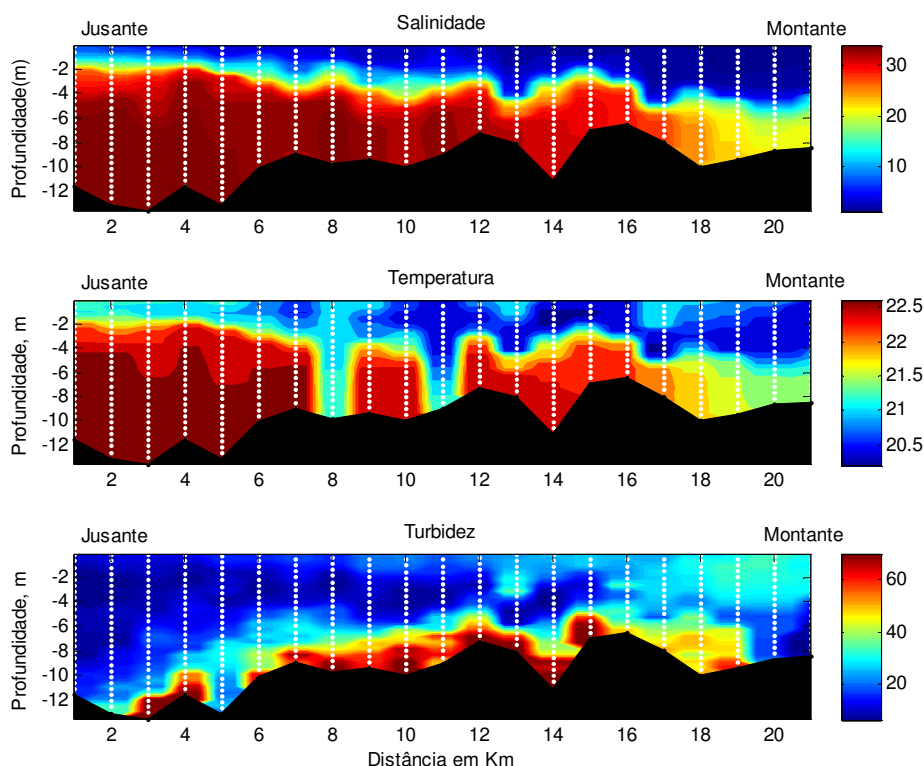 Jusante Salinidade Montante
Profundidade(m)
-2
-4
-6
-8
-10
-12
2 4 6 8 10 12 14 16 18 20
30
20
10
Jusante Temperatura Montante
Profundidade, m
-2
-4
-6
-8
-10
-12
2 4 6 8 10 12 14 16 18 20
22.5
22
21.5
21
20.5
Jusante Turbidez Montante
Profundidade, m
-2
-4
-6
-8
-10
-12
2 4 6 8 10 12 14 16 18 20
60
40
20
Distância em Km